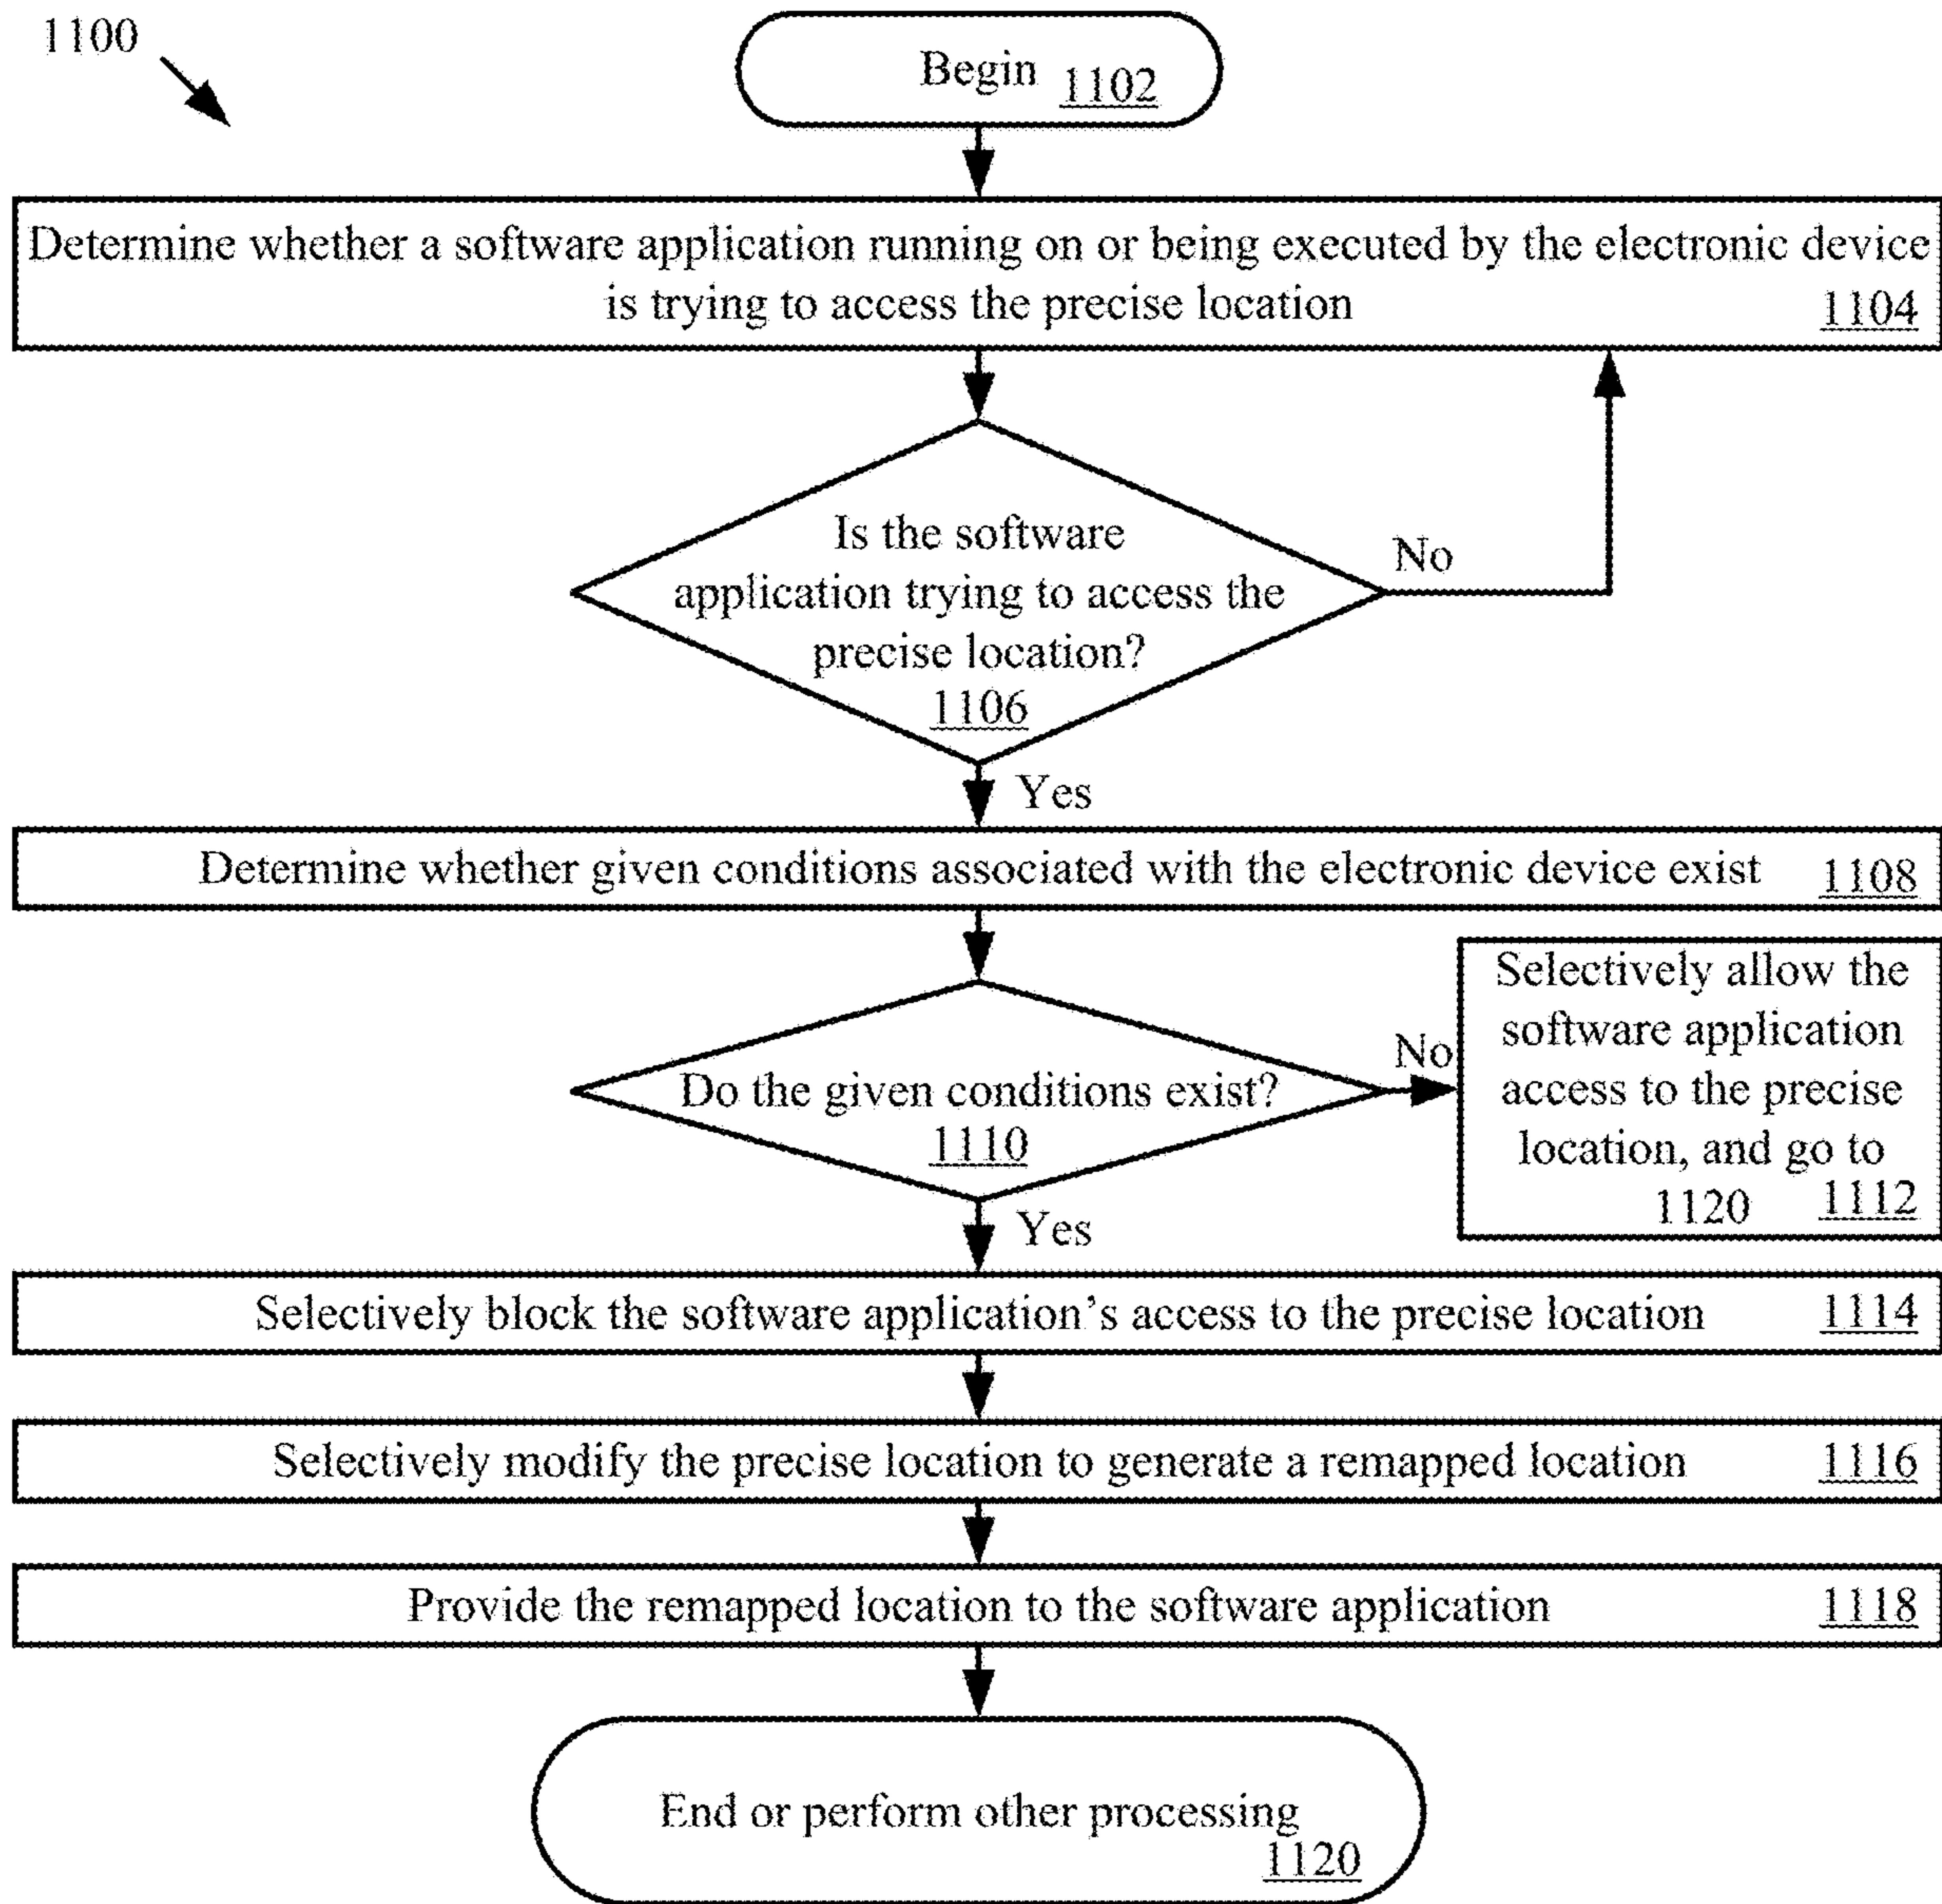 1100
Begin 1102
Determine whether a software application running on or being executed by the electronic device
is trying to access the precise location 1104
Is the software
application trying to access the
precise location?
1106
No
Yes
Determine whether given conditions associated with the electronic device exist 1108
Do the given conditions exist?
1110
No
Selectively allow the
software application
access to the precise
location, and go to
1120 1112
Yes
Selectively block the software application's access to the precise location 1114
Selectively modify the precise location to generate a remapped location 1116
Provide the remapped location to the software application 1118
End or perform other processing
1120